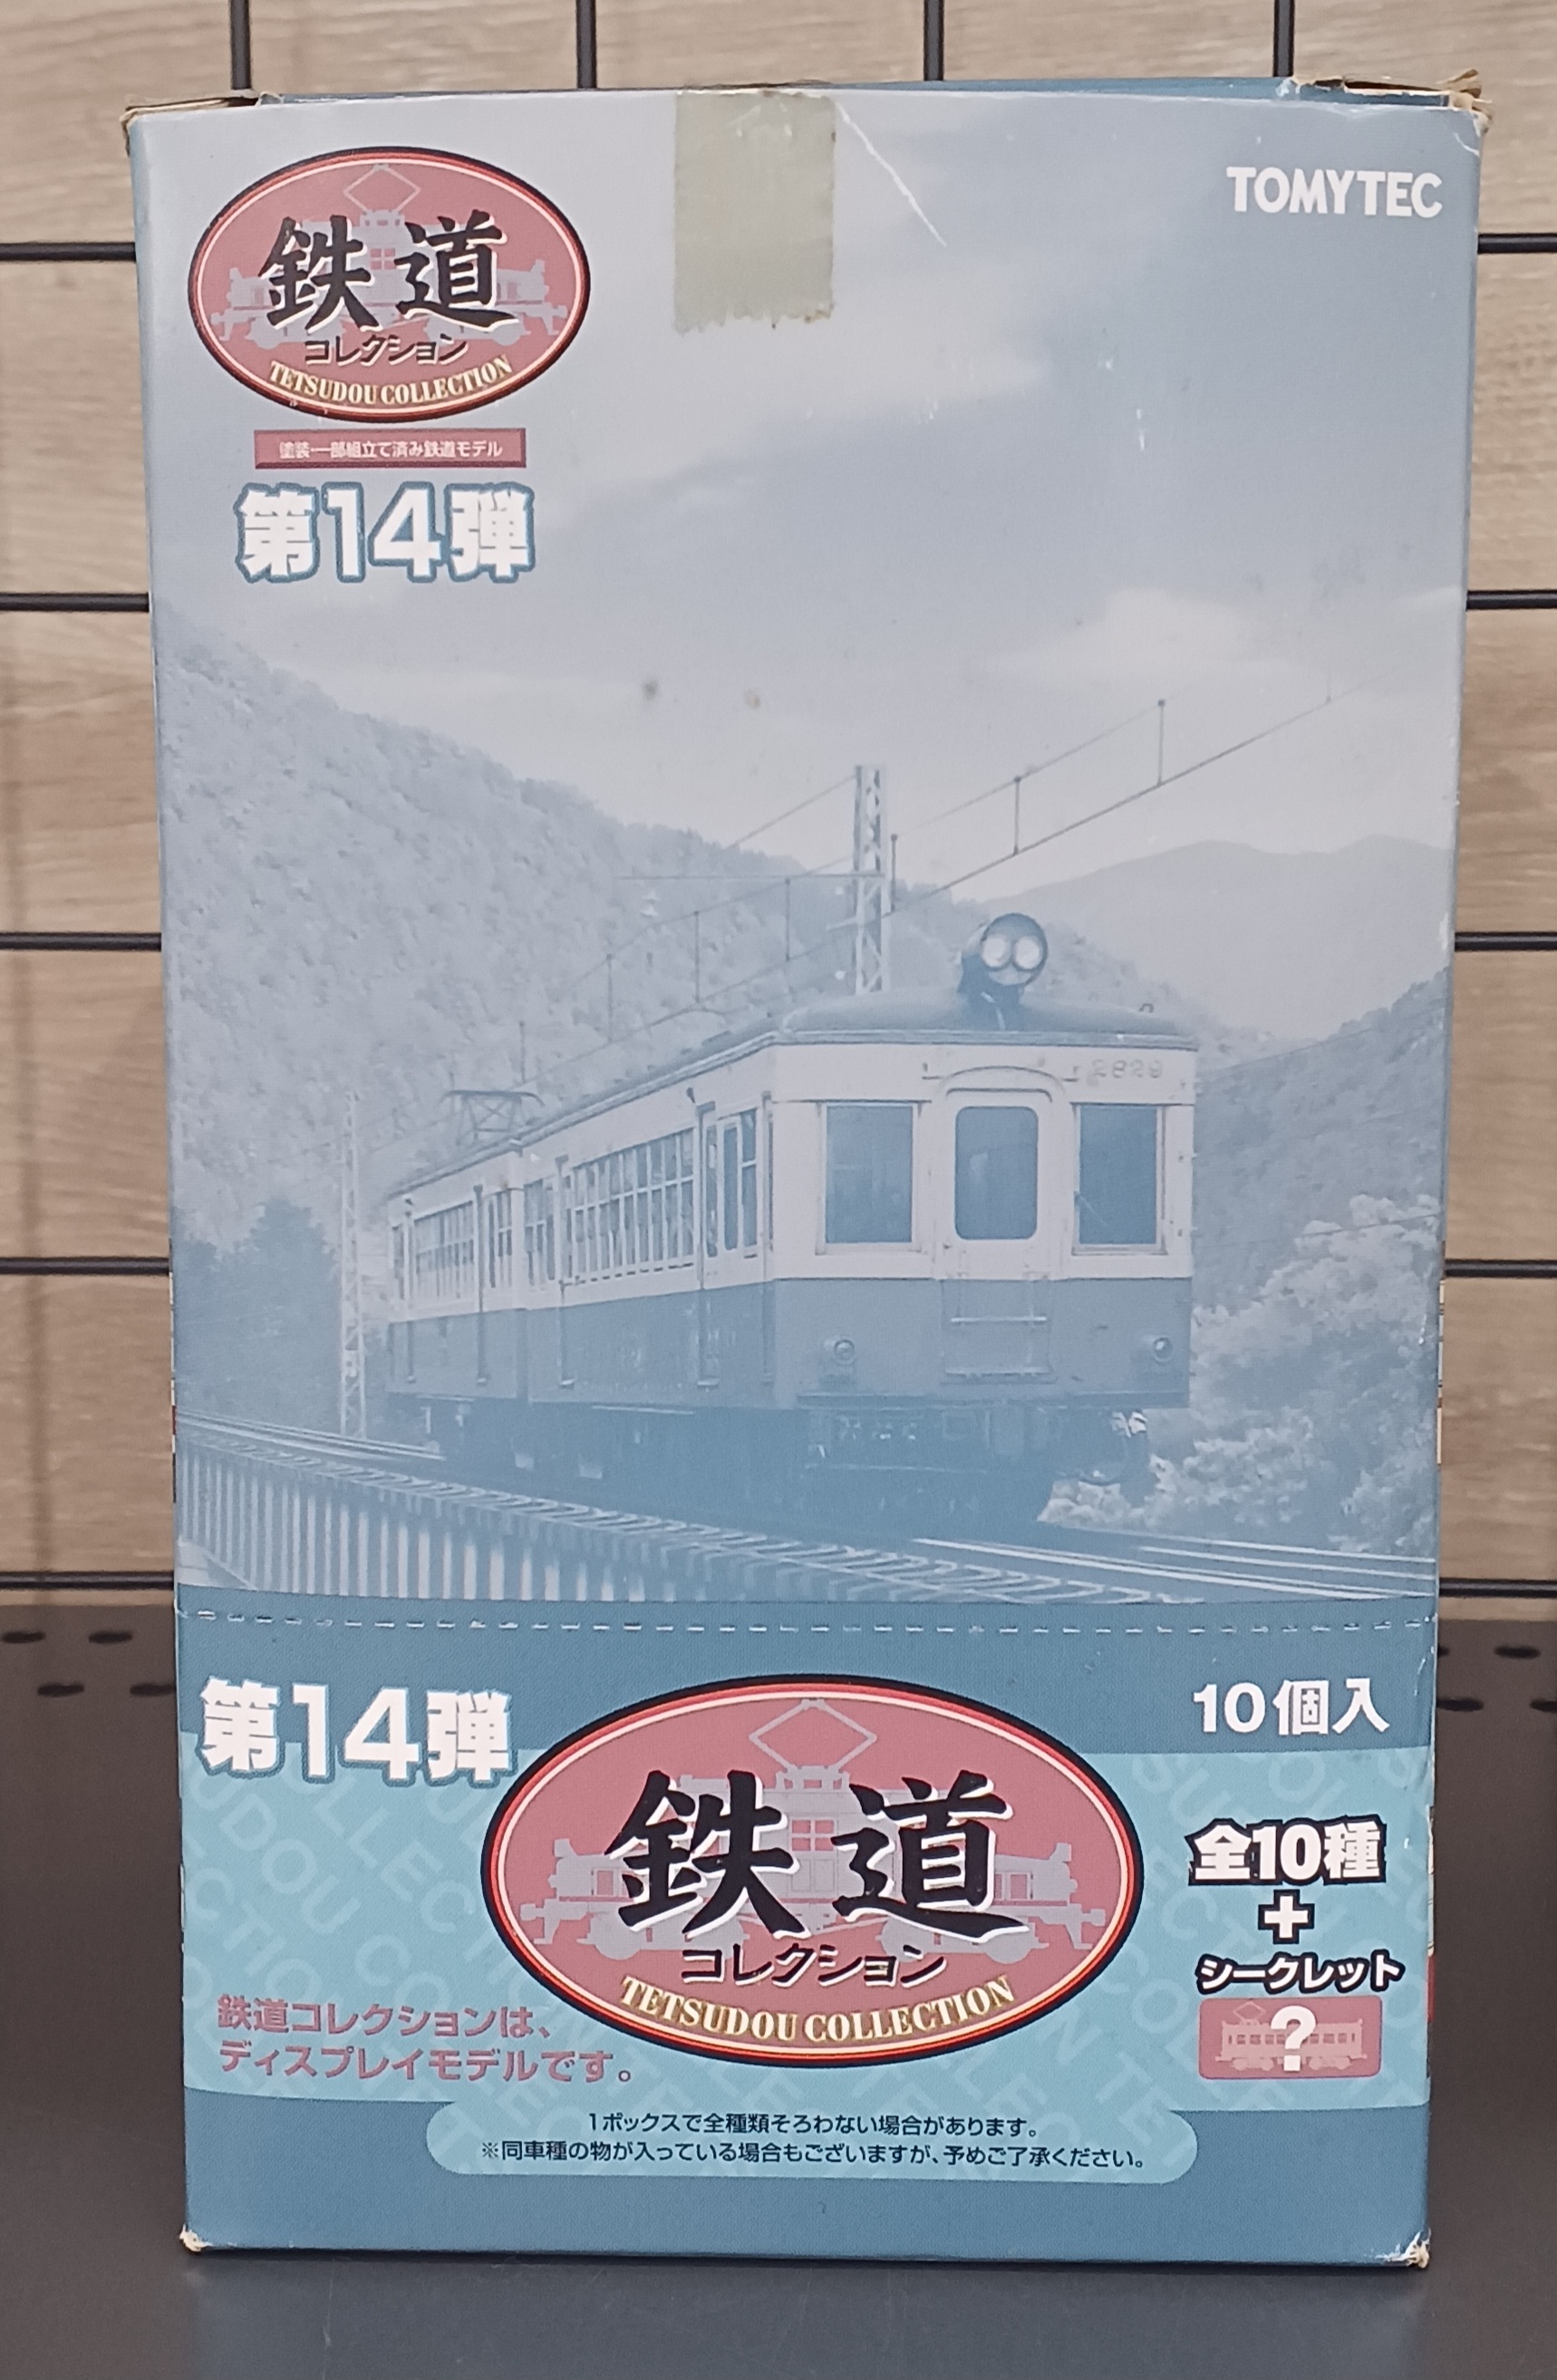 鉄道
コレクション
TETSUDOU COLLECTION
塗装一部組立て済み鉄道モデル
第14弾
TOMYTEC
第14弾
鉄道
コレクション
TETSUDOU COLLECTION
10個入
全10種
+
シークレット
?
鉄道コレクションは、
ディスプレイモデルです。
1ボックスで全種類そろわない場合があります。
※同車種の物が入っている場合もございますが、予めご了承ください。